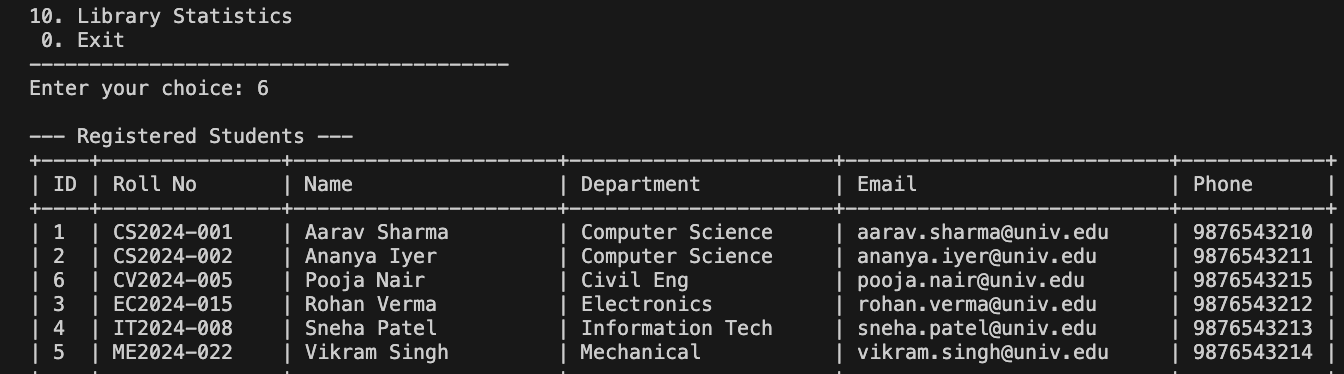 10. Library Statistics
 0. Exit
----------------------------------------
Enter your choice: 6

--- Registered Students ---
+----+---------------+----------------------+----------------------+---------------------------+------------+
| ID | Roll No       | Name                 | Department           | Email                     | Phone      |
+----+---------------+----------------------+----------------------+---------------------------+------------+
| 1  | CS2024-001    | Aarav Sharma         | Computer Science     | aarav.sharma@univ.edu     | 9876543210 |
| 2  | CS2024-002    | Ananya Iyer          | Computer Science     | ananya.iyer@univ.edu      | 9876543211 |
| 6  | CV2024-005    | Pooja Nair           | Civil Eng            | pooja.nair@univ.edu       | 9876543215 |
| 3  | EC2024-015    | Rohan Verma          | Electronics          | rohan.verma@univ.edu      | 9876543212 |
| 4  | IT2024-008    | Sneha Patel          | Information Tech     | sneha.patel@univ.edu      | 9876543213 |
| 5  | ME2024-022    | Vikram Singh         | Mechanical           | vikram.singh@univ.edu     | 9876543214 |